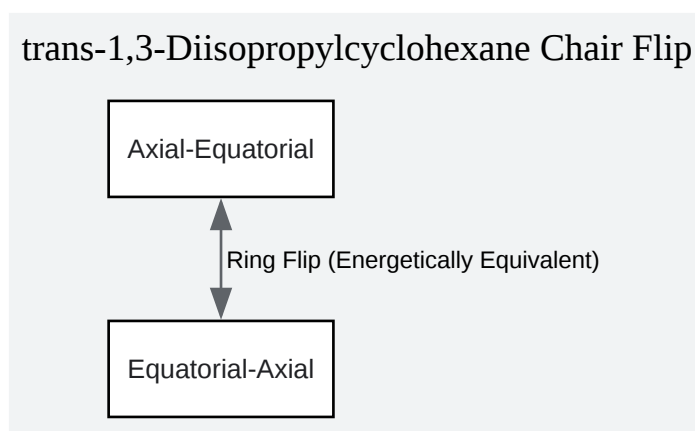 trans-1,3-Diisopropylcyclohexane Chair Flip
Axial-Equatorial
Ring Flip (Energetically Equivalent)
Equatorial-Axial